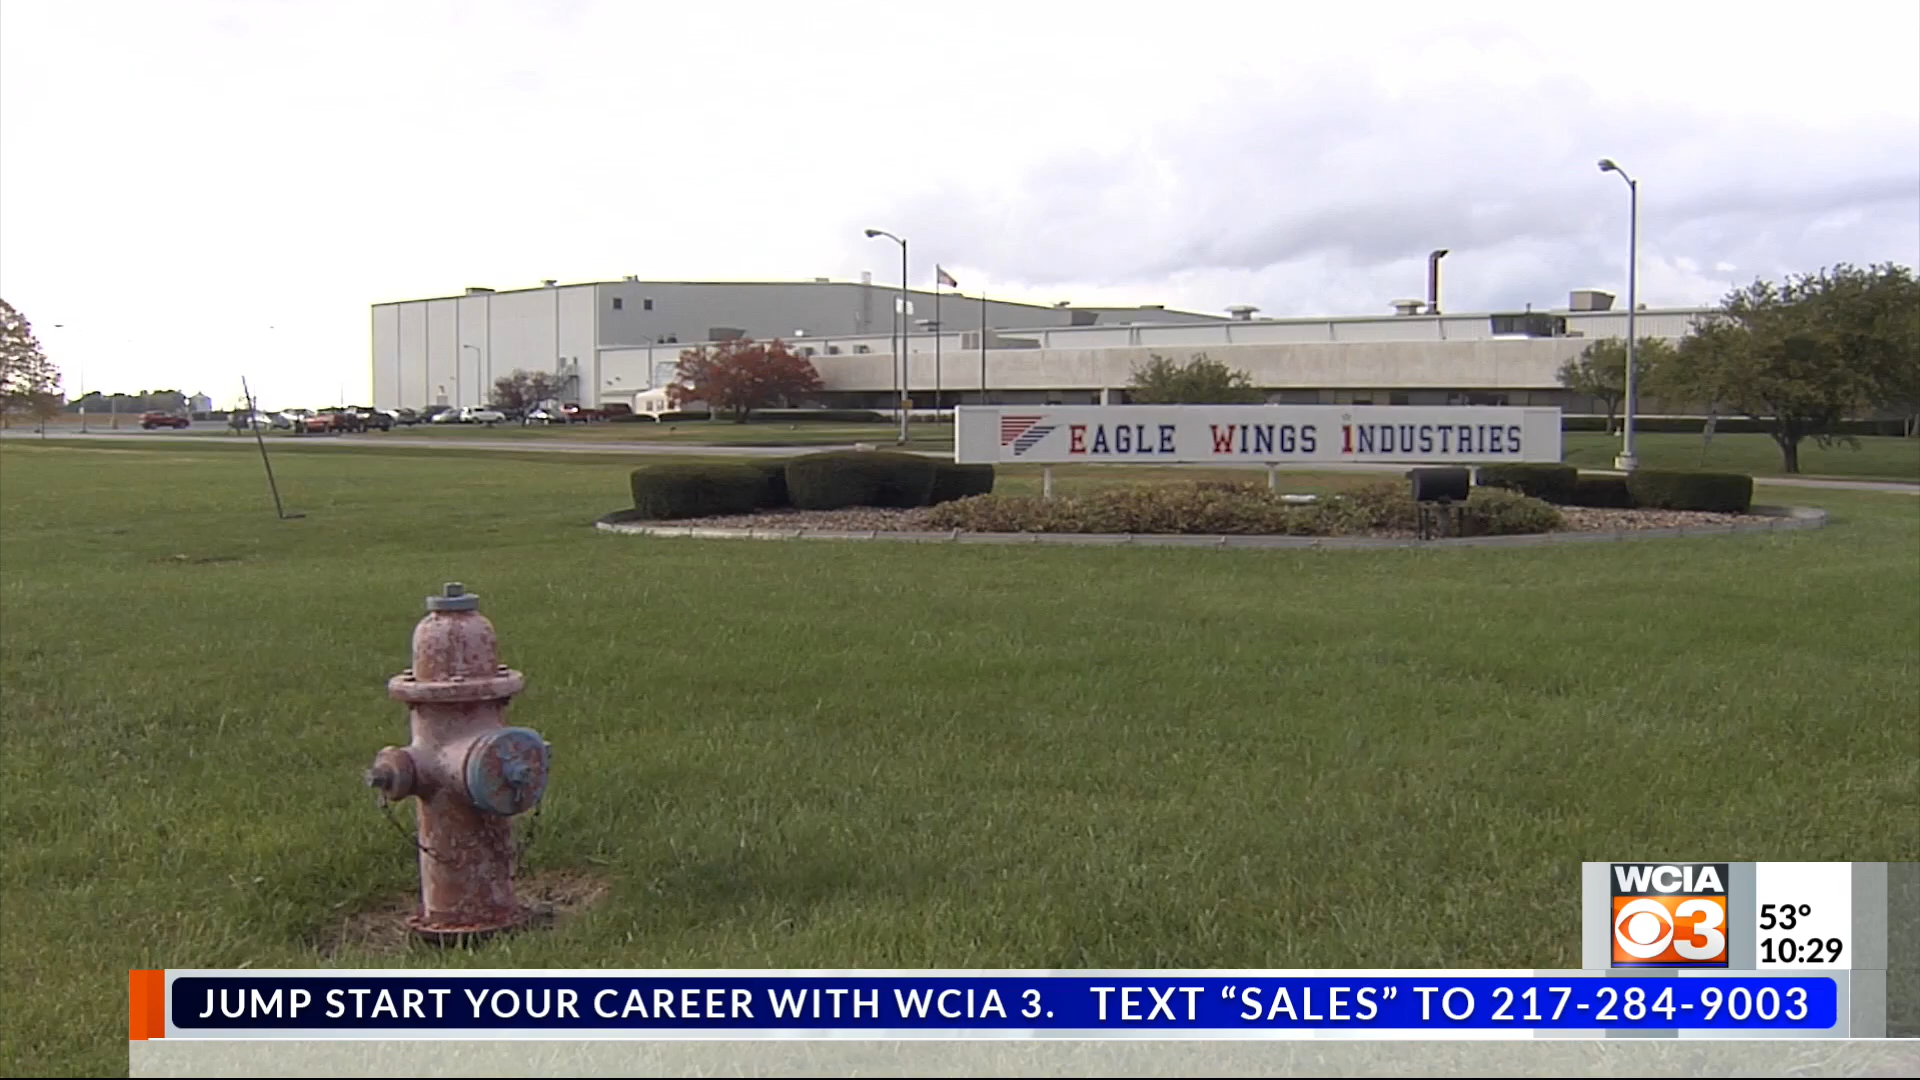 EAGLE WINGS iNDUSTRIES
WCIA
3
53°
10:29
JUMP START YOUR CAREER WITH WCIA 3. TEXT “SALES” TO 217-284-9003